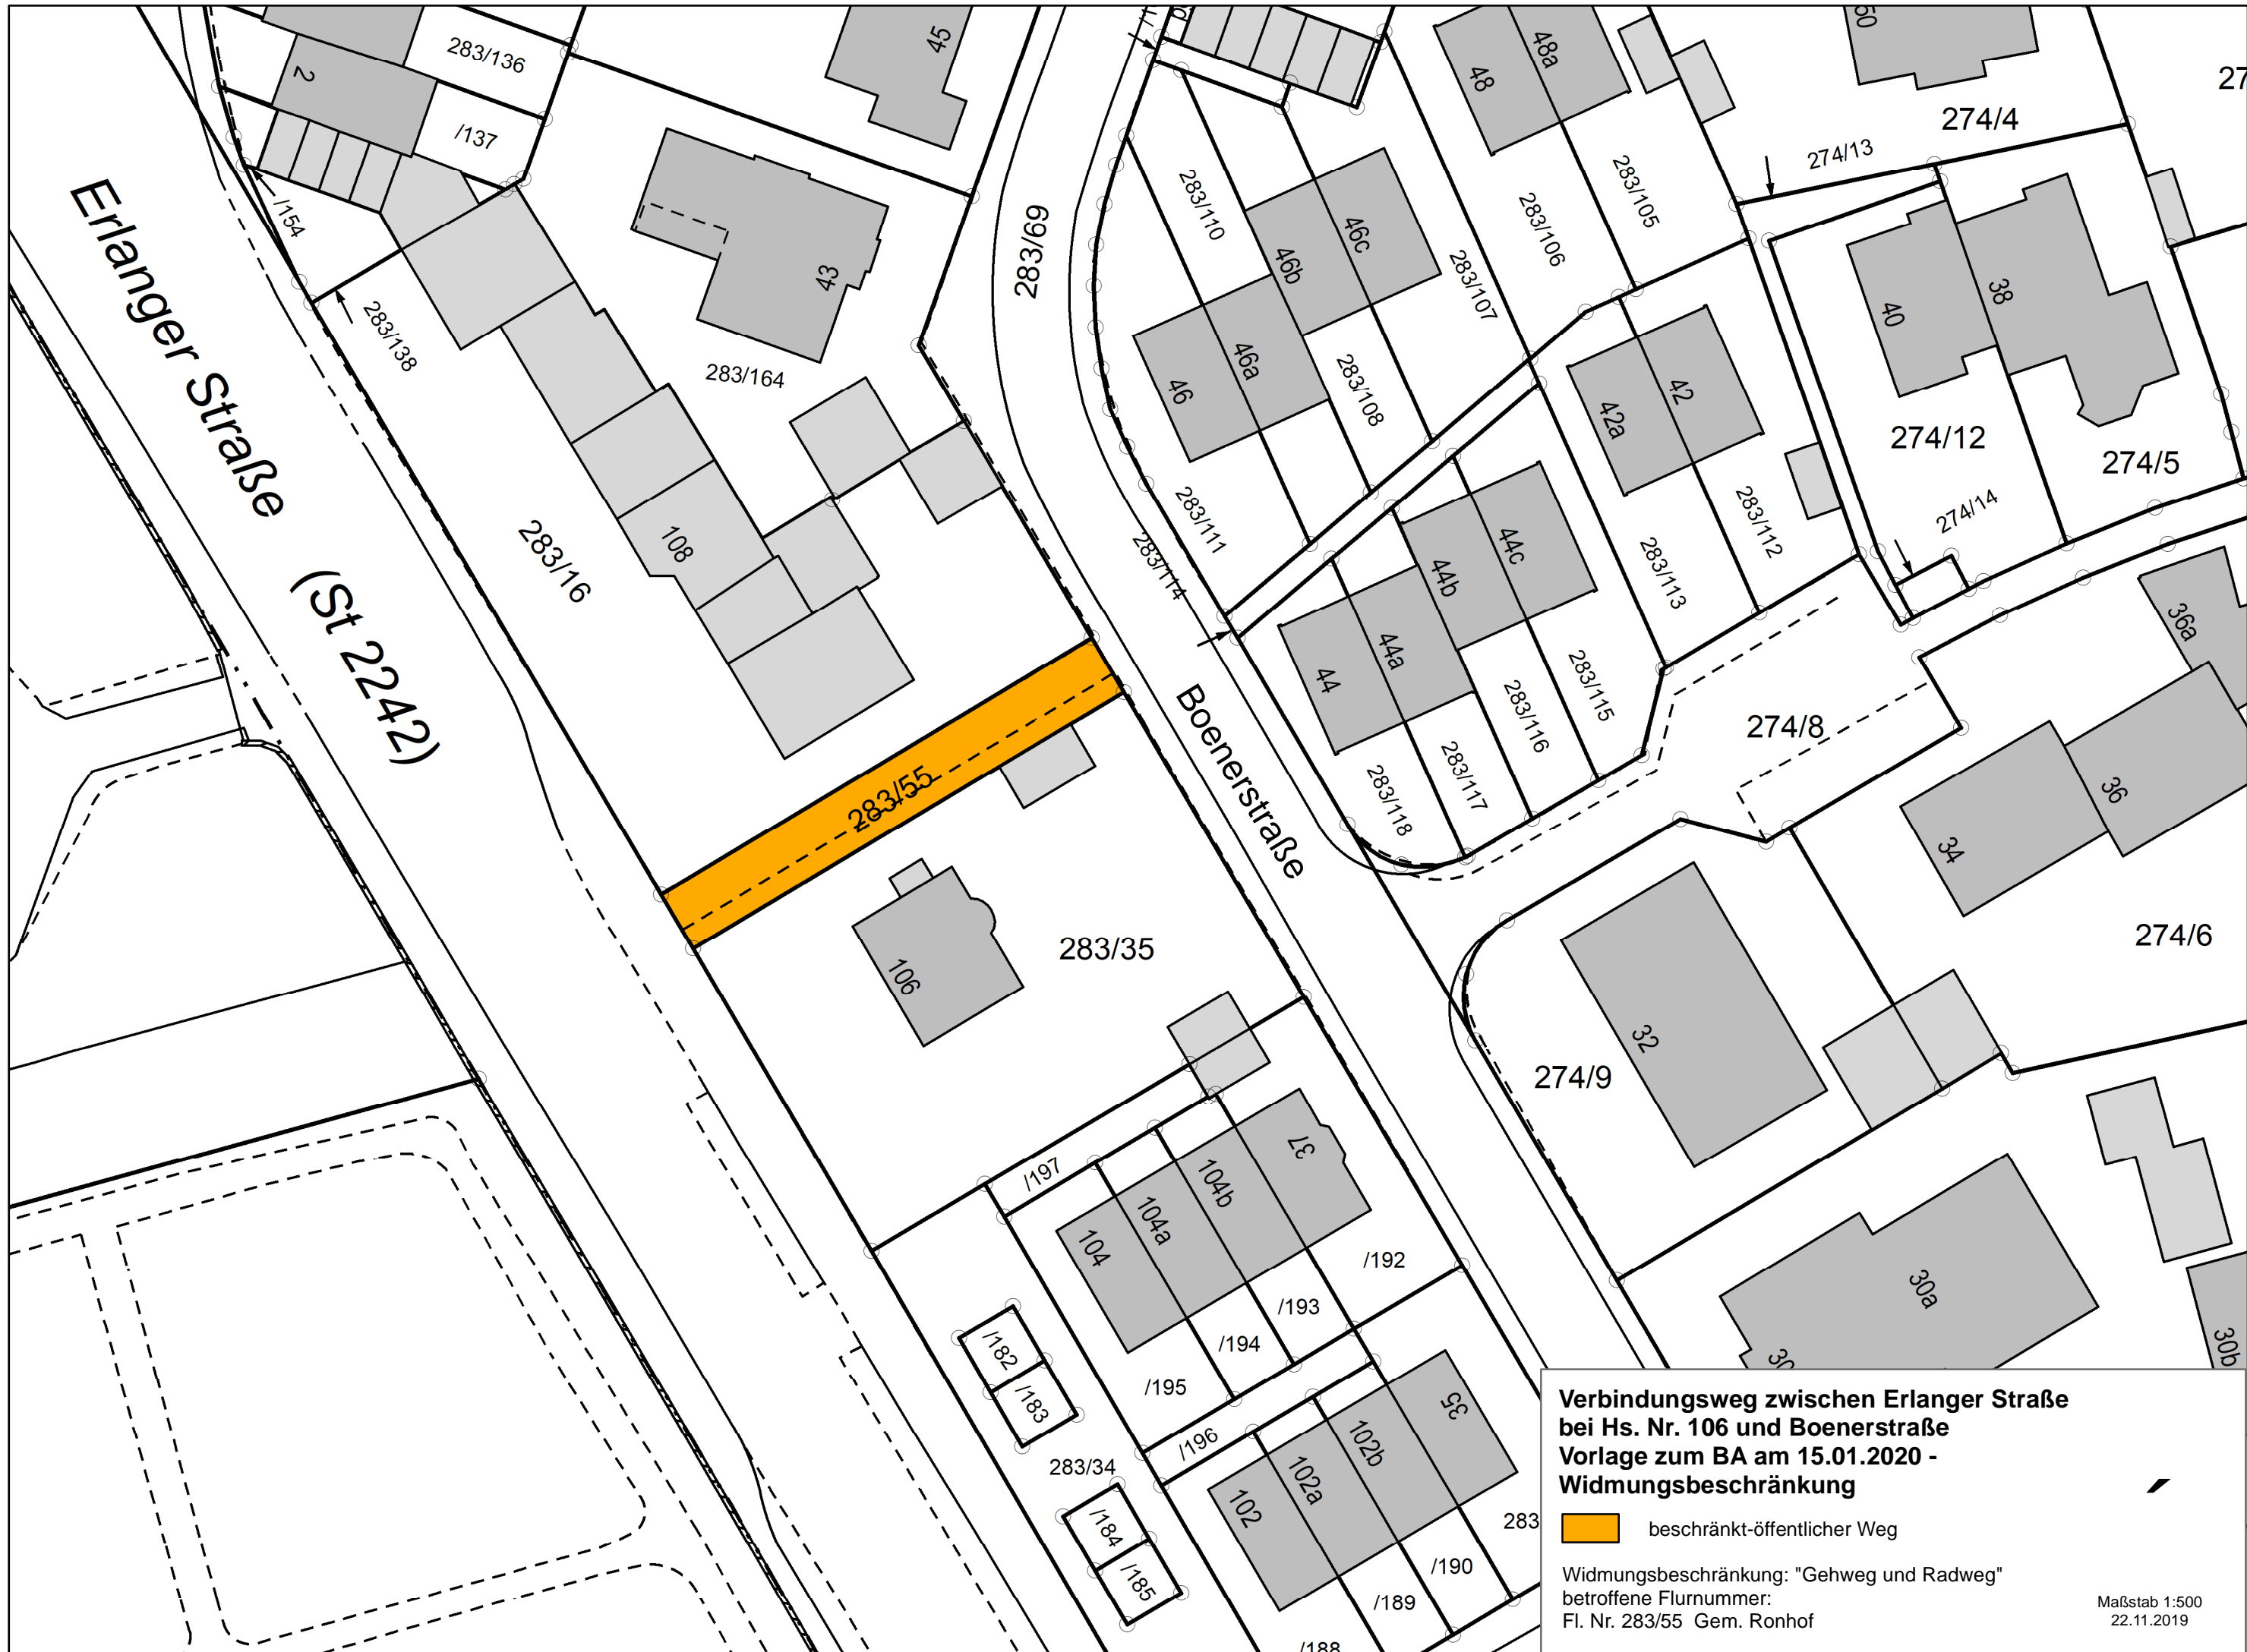 283/136
2
/137
/154
45
43
283/164
283/138
283/69
Erlanger Straße (St 2242)
283/16
108
283/55
106
283/35
Boenerstraße
283/114
283/110
283/111
46
46a
46b
46c
283/108
283/107
283/106
283/105
48
48a
50
274/4
27
274/13
40
38
274/12
274/5
274/14
42a
42
283/112
283/113
44
44a
44b
44c
283/115
283/116
283/117
283/118
274/8
36a
36
34
274/6
32
274/9
30a
30b
30
/197
104
104a
104b
37
/192
/193
/194
/195
/182
/183
283/34
/184
/185
/196
102
102a
102b
35
283
/190
/189
/188
Verbindungsweg zwischen Erlanger Straße
bei Hs. Nr. 106 und Boenerstraße
Vorlage zum BA am 15.01.2020 -
Widmungsbeschränkung
beschränkt-öffentlicher Weg
Widmungsbeschränkung: "Gehweg und Radweg"
betroffene Flurnummer:
Fl. Nr. 283/55 Gem. Ronhof
Maßstab 1:500
22.11.2019